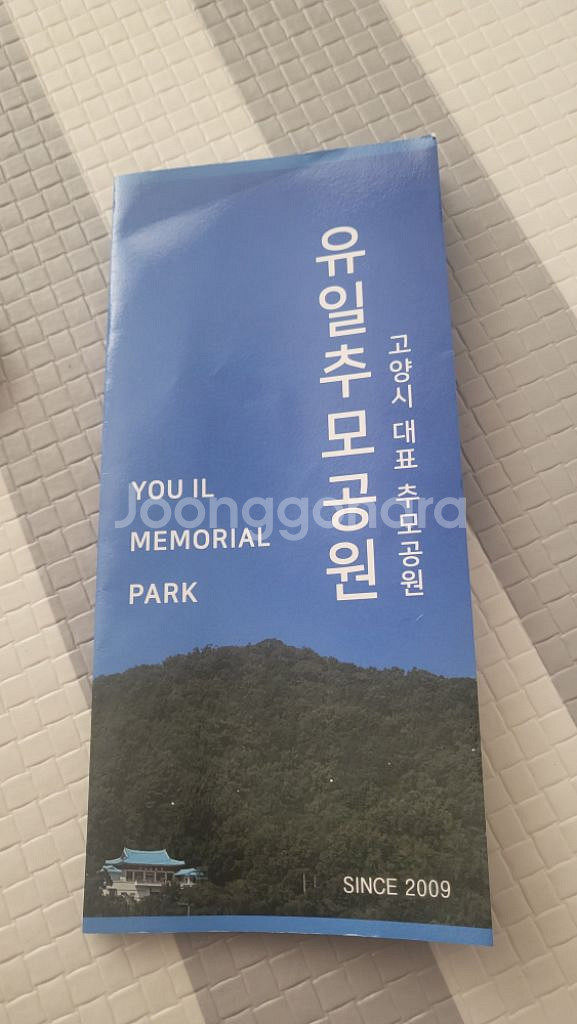 유일추모공원
고양시 대표 추모공원
YOU IL
MEMORIAL
PARK
Joonggonara
SINCE 2009